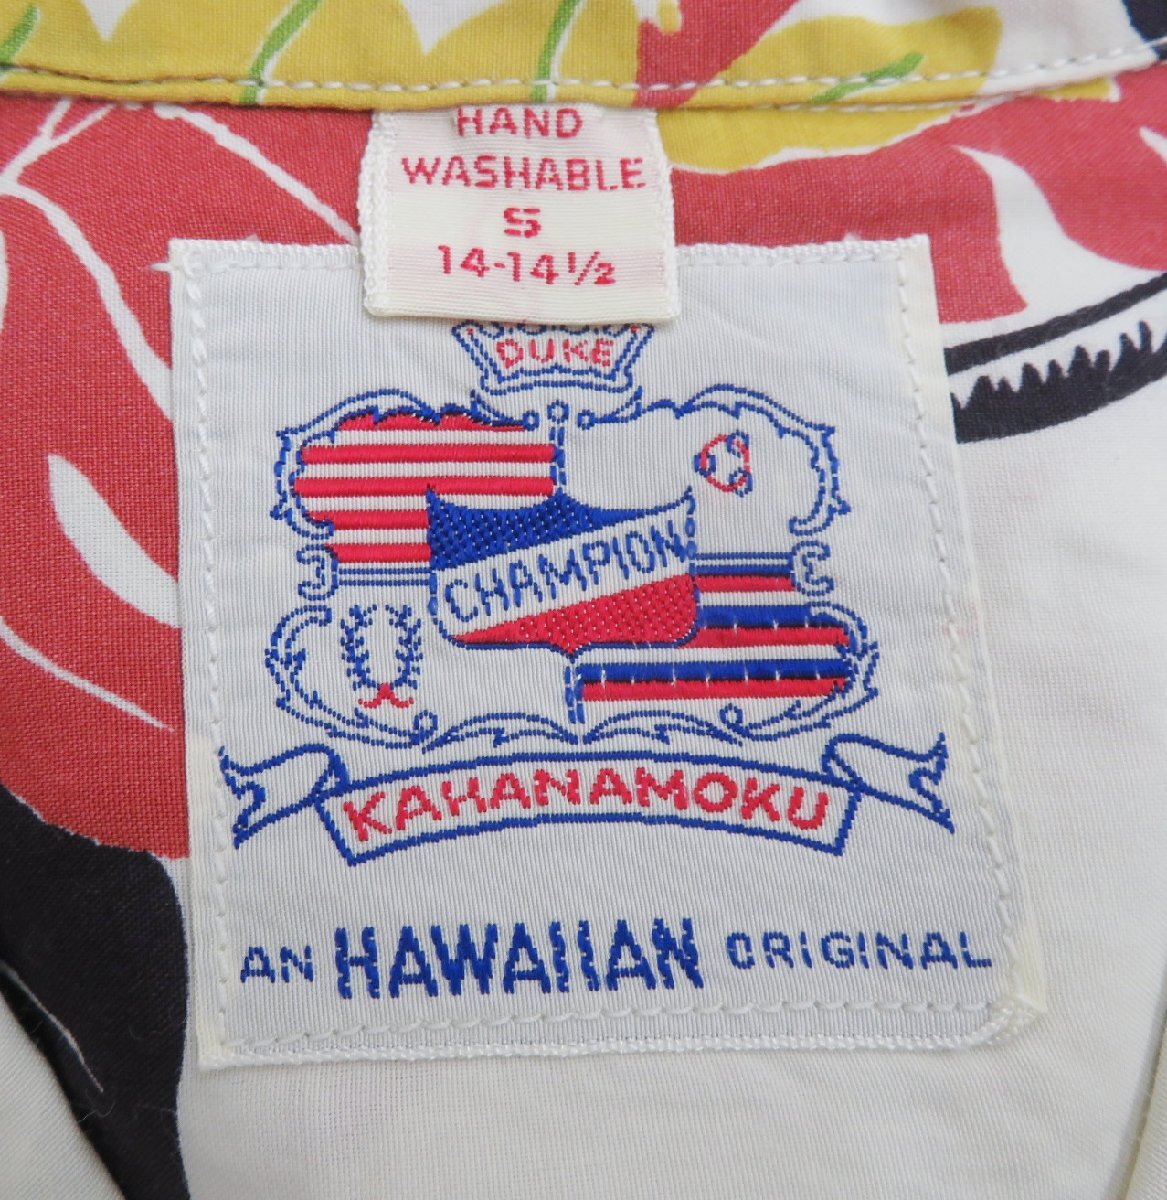 HAND
WASHABLE
S
14-14½
DUKE
CHAMPION
KAHANAMOKU
AN HAWAIIAN ORIGINAL